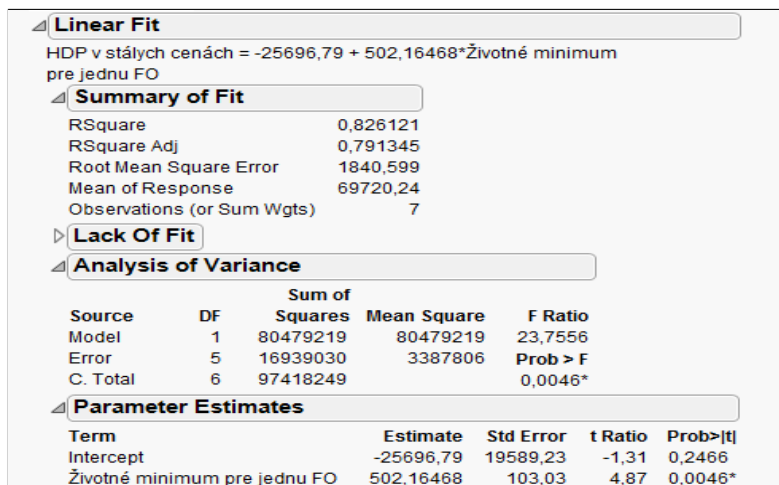 Linear Fit
HDP v stálych cenách = -25696,79 + 502,16468*Životné minimum
pre jednu FO
Summary of Fit
RSquare 0,826121
RSquare Adj 0,791345
Root Mean Square Error 1840,599
Mean of Response 69720,24
Observations (or Sum Wgts) 7
Lack Of Fit
Analysis of Variance
Sum of
Source DF Squares Mean Square F Ratio
Model 1 80479219 80479219 23,7556
Error 5 16939030 3387806 Prob > F
C. Total 6 97418249 0,0046*
Parameter Estimates
Term Estimate Std Error t Ratio Prob>|t|
Intercept -25696,79 19589,23 -1,31 0,2466
Životné minimum pre jednu FO 502,16468 103,03 4,87 0,0046*